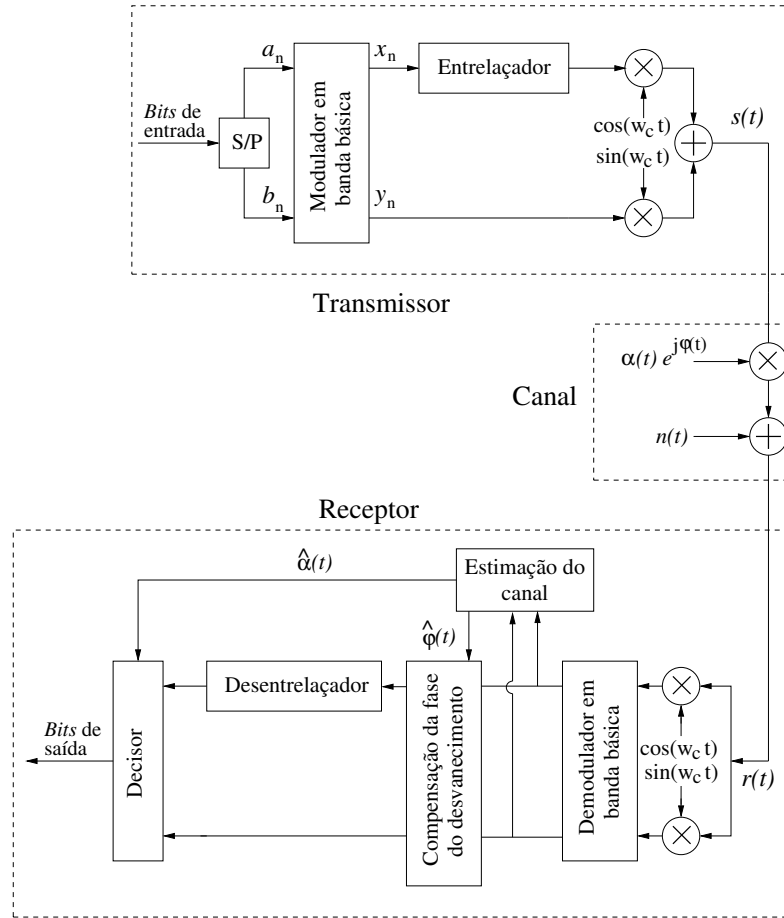 Bits de
entrada
S/P
a_n
b_n
Modulador em
banda básica
x_n
y_n
Entrelaçador
cos(w_c t)
sin(w_c t)
s(t)
Transmissor
α(t) e^{jφ(t)}
Canal
n(t)
Receptor
α̂(t)
Estimação do
canal
φ̂(t)
Desentrelaçador
Bits de
saída
Decisor
Compensação da fase
do desvanecimento
Demodulador em
banda básica
cos(w_c t)
sin(w_c t)
r(t)